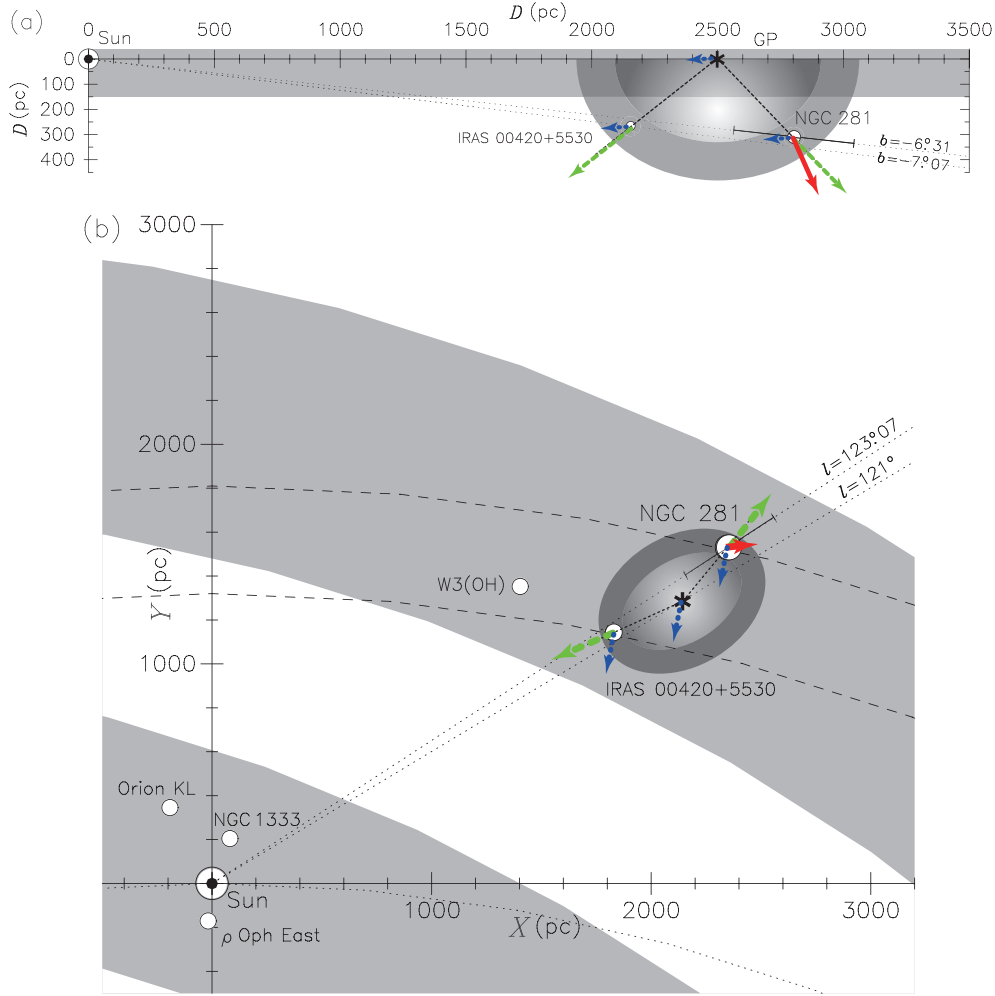 (a)
D (pc)
0 500 1000 1500 2000 2500 3000 3500
Sun
GP
D (pc)
0
100
200
300
400
NGC 281
IRAS 00420+5530
b=-6°.31
b=-7°.07
(b)
3000
2000
1000
Y (pc)
l=123°.07
l=121°
NGC 281
W3(OH)
IRAS 00420+5530
Orion KL
NGC 1333
Sun
1000 2000 3000
X (pc)
ρ Oph East